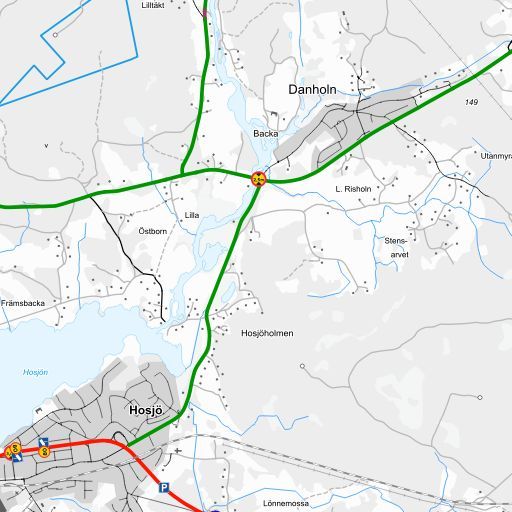 Lilltäkt
Danholn
149
Backa
Utanmyra
L. Risholn
Lilla
Östborn
Stens-
arvet
Främsbacka
Hosjöholmen
Hosjön
Hosjö
P
Lönnemossa